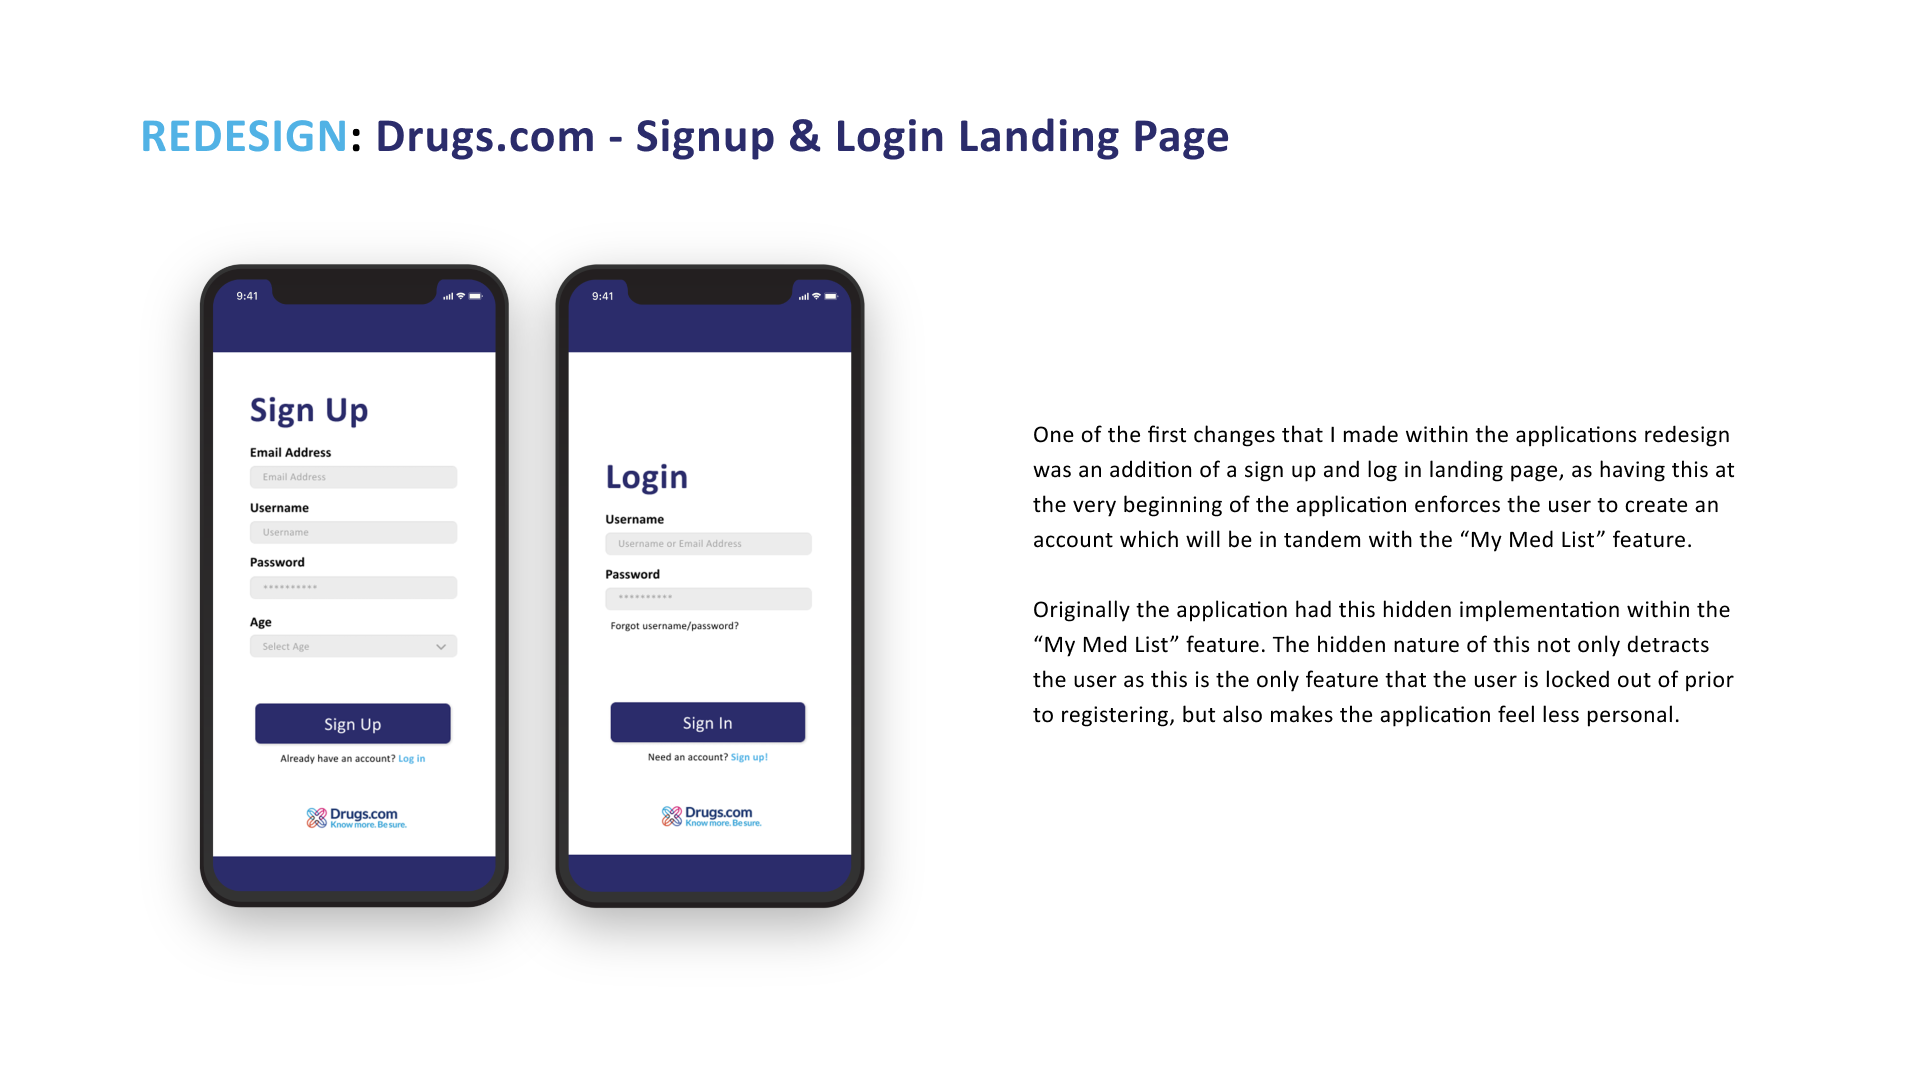 REDESIGN: Drugs.com - Signup & Login Landing Page
9:41
Sign Up
Email Address
Email Address
Username
Username
Password
**********
Age
Select Age
Sign Up
Already have an account? Log in
Drugs.com
Know more. Be sure.
9:41
Login
Username
Username or Email Address
Password
**********
Forgot username/password?
Sign In
Need an account? Sign up!
Drugs.com
Know more. Be sure.
One of the first changes that I made within the applications redesign
was an addition of a sign up and log in landing page, as having this at
the very beginning of the application enforces the user to create an
account which will be in tandem with the “My Med List” feature.
Originally the application had this hidden implementation within the
“My Med List” feature. The hidden nature of this not only detracts
the user as this is the only feature that the user is locked out of prior
to registering, but also makes the application feel less personal.